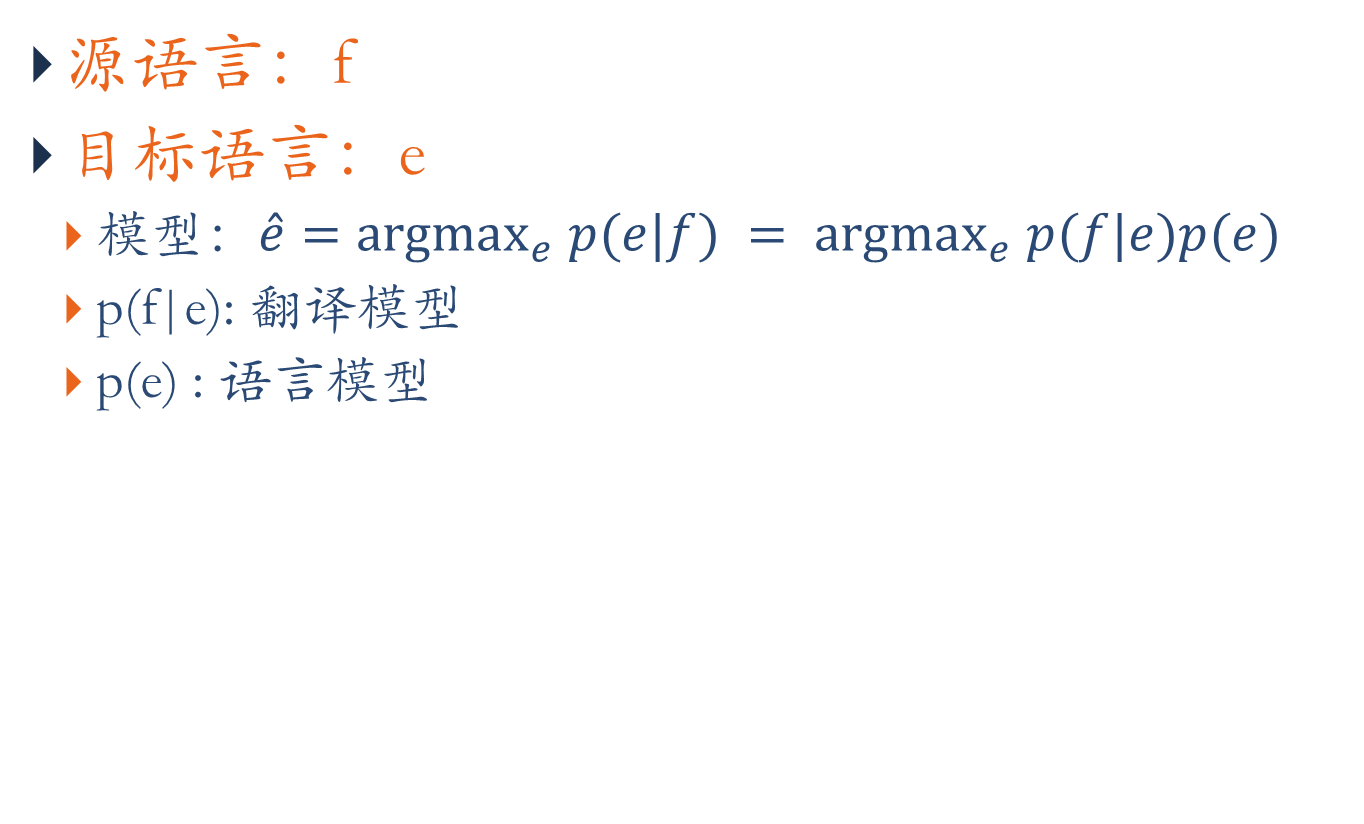 源语言：f
目标语言：e
模型：ê = argmaxₑ p(e|f) = argmaxₑ p(f|e)p(e)
p(f|e): 翻译模型
p(e) : 语言模型